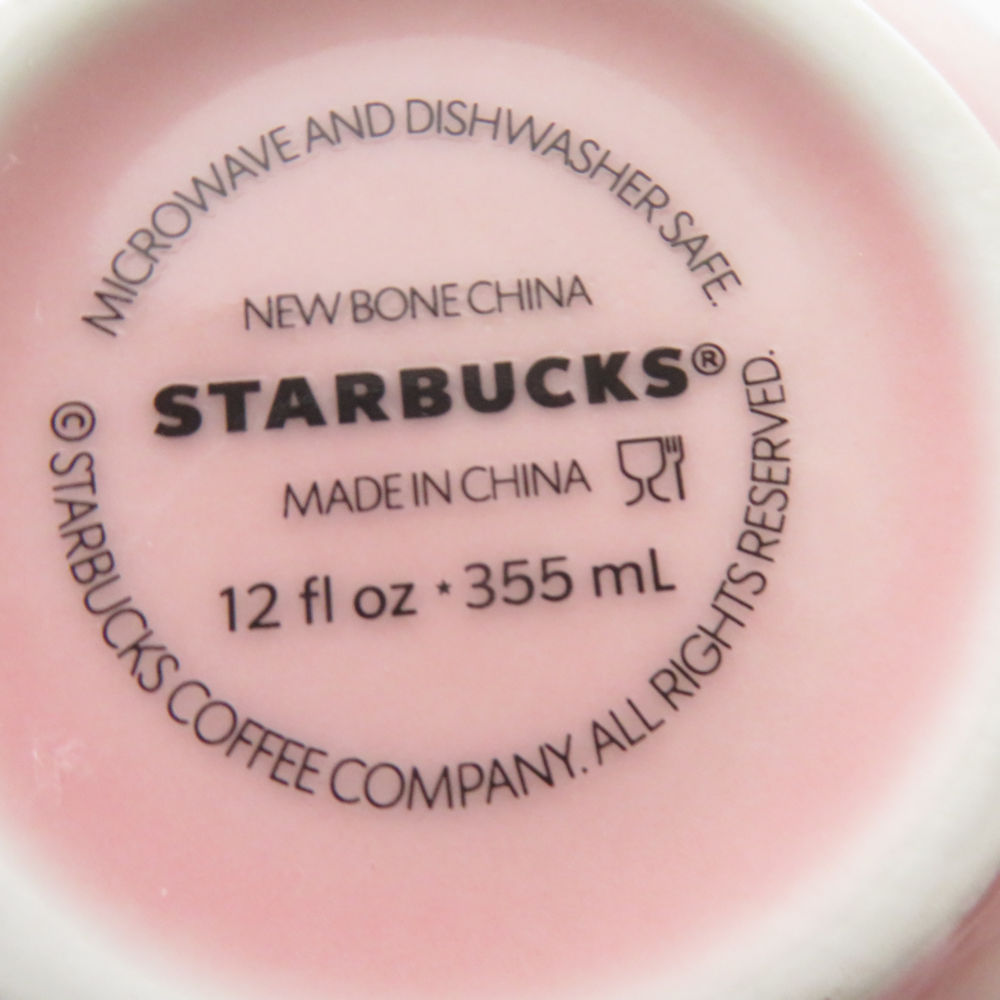 MICROWAVE AND DISHWASHER SAFE.
NEW BONE CHINA
STARBUCKS®
MADE IN CHINA
12 fl oz * 355 mL
© STARBUCKS COFFEE COMPANY. ALL RIGHTS RESERVED.